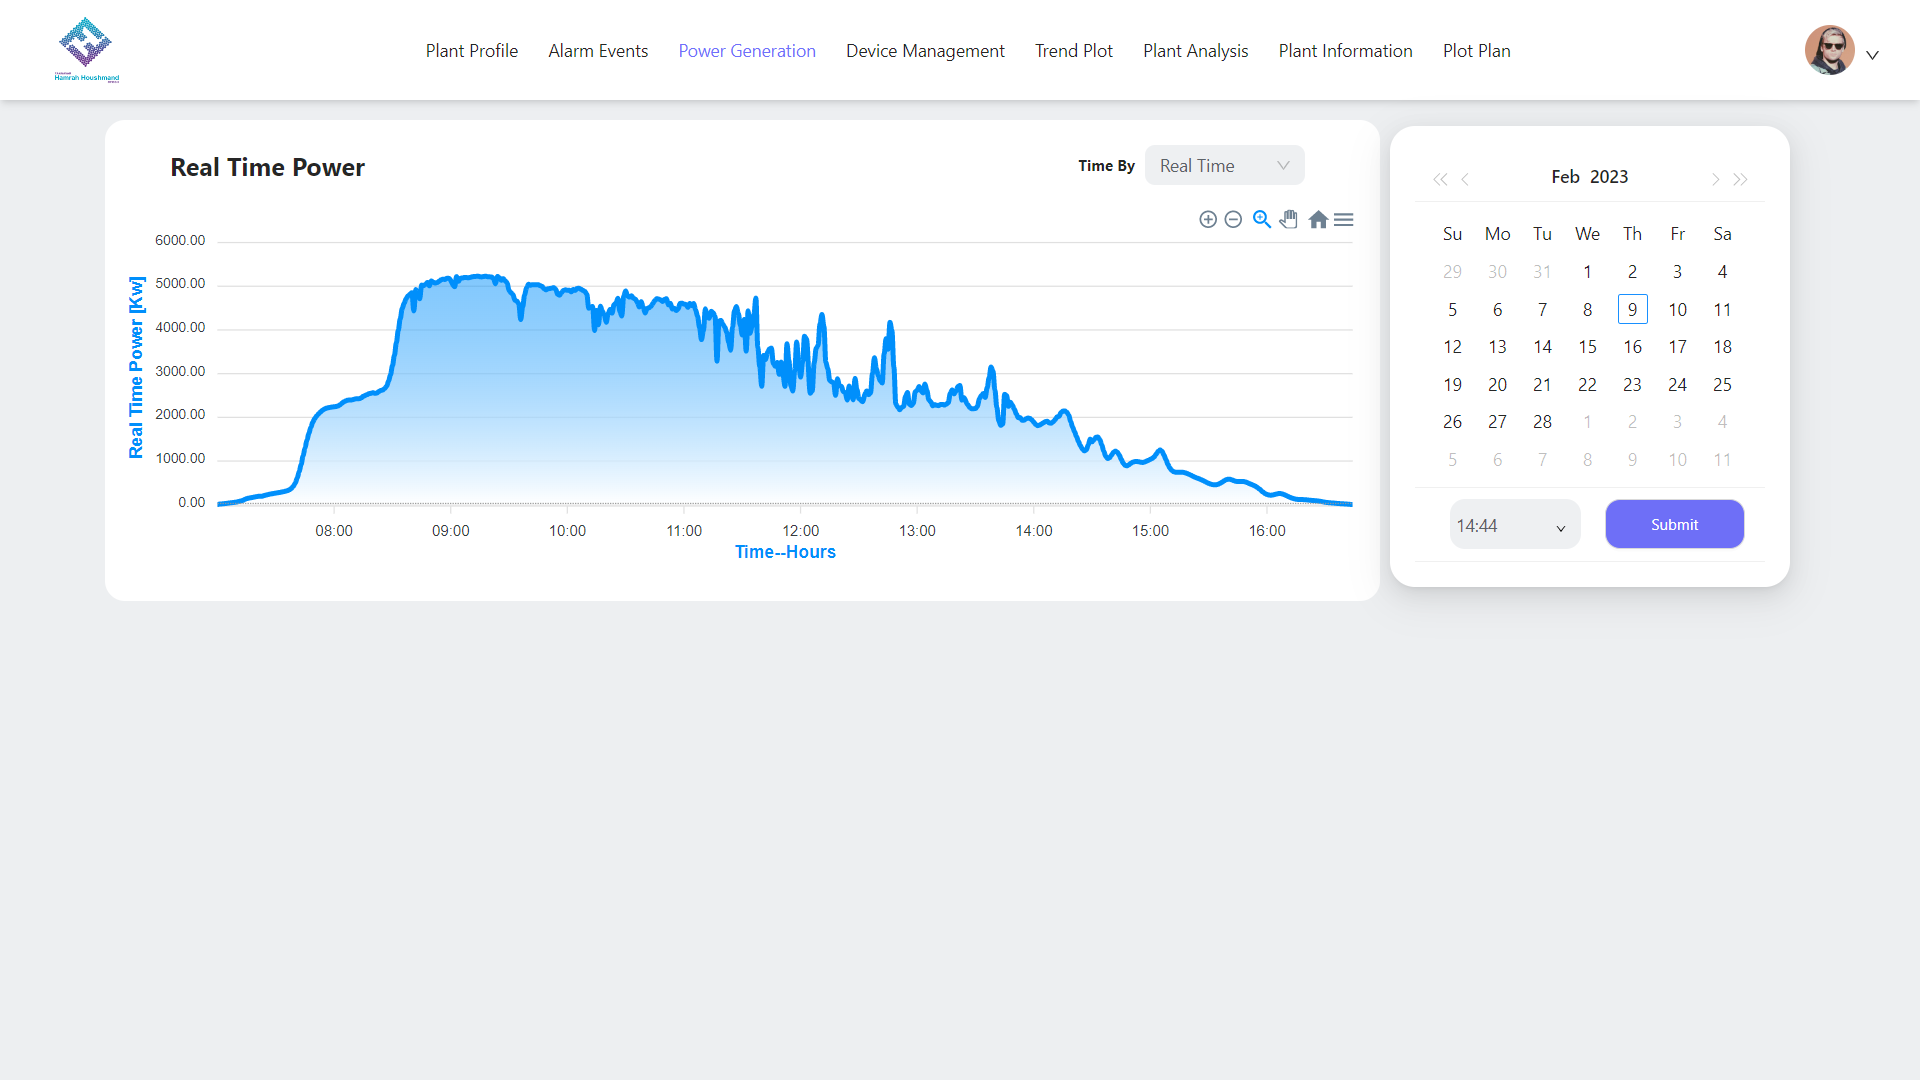 Hamrah Houshmand
Plant Profile Alarm Events Power Generation Device Management Trend Plot Plant Analysis Plant Information Plot Plan
Real Time Power
Time By Real Time
Real Time Power [Kw]
6000.00
5000.00
4000.00
3000.00
2000.00
1000.00
0.00
08:00 09:00 10:00 11:00 12:00 13:00 14:00 15:00 16:00
Time--Hours
Feb 2023
Su Mo Tu We Th Fr Sa
29 30 31 1 2 3 4
5 6 7 8 9 10 11
12 13 14 15 16 17 18
19 20 21 22 23 24 25
26 27 28 1 2 3 4
5 6 7 8 9 10 11
14:44 Submit